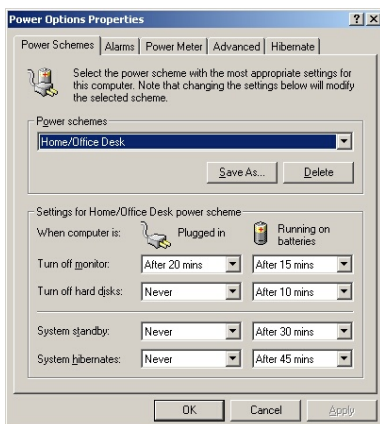 Power Options Properties
Power Schemes Alarms Power Meter Advanced Hibernate
Select the power scheme with the most appropriate settings for
this computer. Note that changing the settings below will modify
the selected scheme.
Power schemes
Home/Office Desk
Save As... Delete
Settings for Home/Office Desk power scheme
When computer is: Plugged in Running on
batteries
Turn off monitor: After 20 mins After 15 mins
Turn off hard disks: Never After 10 mins
System standby: Never After 30 mins
System hibernates: Never After 45 mins
OK Cancel Apply